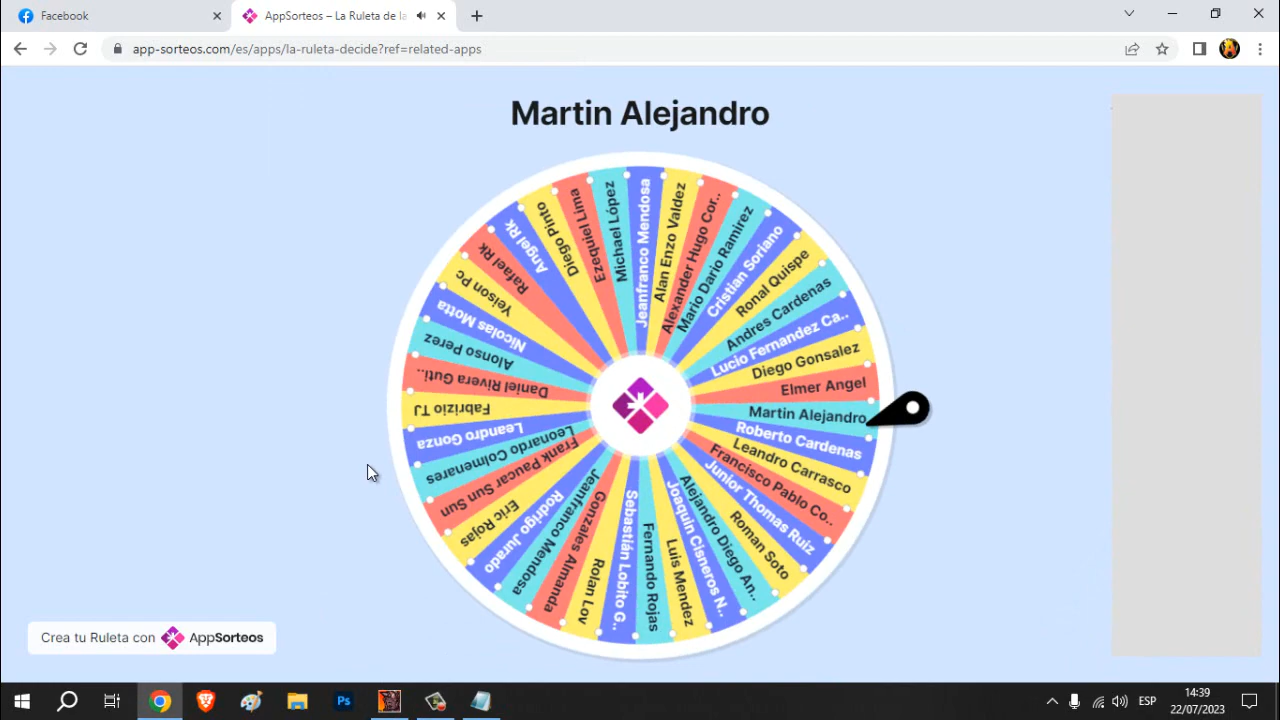 Facebook
AppSorteos – La Ruleta de la
app-sorteos.com/es/apps/la-ruleta-decide?ref=related-apps
Martin Alejandro
Jeanfranco Mendosa
Alan Enzo Valdez
Alexander Hugo Cor..
Mario Dario Ramirez
Cristian Soriano
Ronal Quispe
Andres Cardenas
Lucio Fernandez Ca..
Diego Gonsalez
Elmer Angel
Martin Alejandro
Roberto Cardenas
Leandro Carrasco
Francisco Pablo Co..
Junior Thomas Ruiz
Roman Soto
Alejandro Diego An..
Joaquin Cisneros N..
Luis Mendez
Fernando Rojas
Sebastián Lobito G..
Rolan Lov
Gonzales Almanda
Jeanfranco Mendosa
Rodrigo Jurado
Eric Rojas
Frank Paucar Sun Sun
Leonardo Colmenares
Leandro Gonza
Fabrizio TJ
Daniel Rivera Guti..
Alonso Perez
Nicolas Motta
Yeison Pc
Rafael Rk
Angel Rk
Diego Pinto
Ezequiel Lima
Michael López
Crea tu Ruleta con AppSorteos
Ps
ESP
14:39
22/07/2023